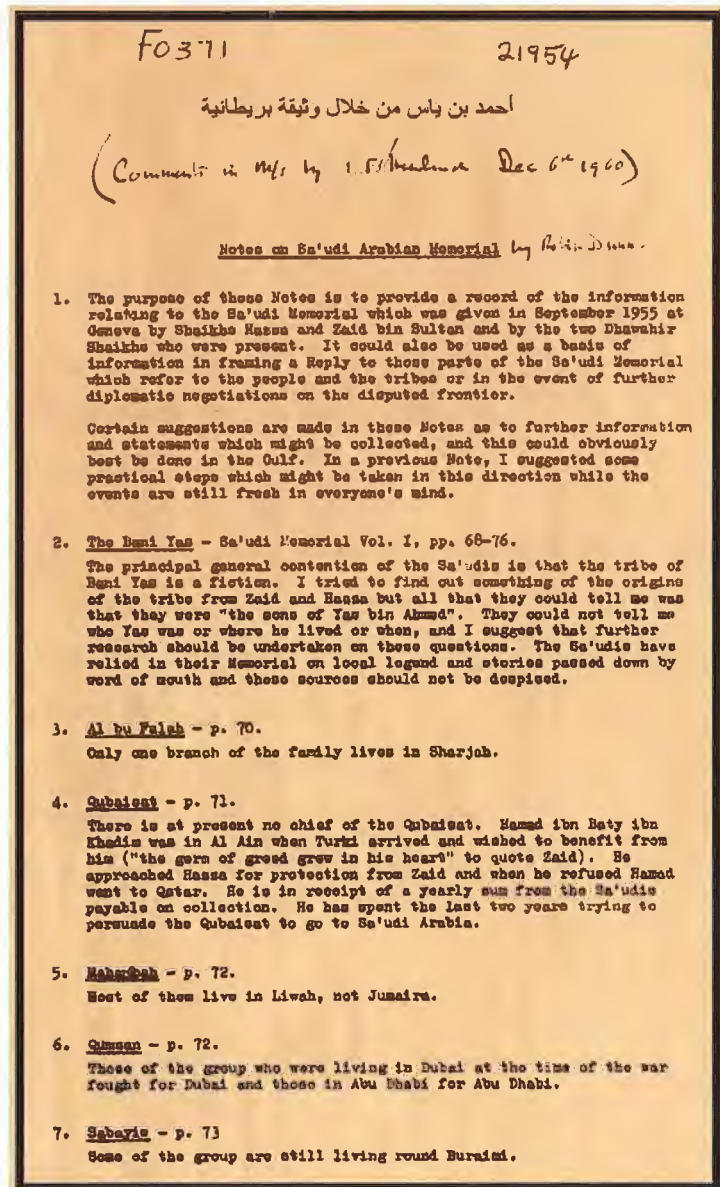 FO 371 21954
أحمد بن ياس من خلال وثيقة بريطانية
(Comments in M/s by Dec 6th 1960)
Notes on Sa'udi Arabian Memorial by Robin Dunn.
1. The purpose of these Notes is to provide a record of the information
relating to the Sa'udi Memorial which was given in September 1955 at
Geneva by Shaikhs Hazza and Zaid bin Sultan and by the two Dhawahir
Shaikhs who were present. It could also be used as a basis of
information in framing a Reply to those parts of the Sa'udi Memorial
which refer to the people and the tribes or in the event of further
diplomatic negotiations on the disputed frontier.
Certain suggestions are made in these Notes as to further information
and statements which might be collected, and this could obviously
best be done in the Gulf. In a previous Note, I suggested some
practical steps which might be taken in this direction while the
events are still fresh in everyone's mind.
2. The Bani Yas - Sa'udi Memorial Vol. I, pp. 68-76.
The principal general contention of the Sa'udis is that the tribe of
Bani Yas is a fiction. I tried to find out something of the origins
of the tribe from Zaid and Hazza but all that they could tell me was
that they were "the sons of Yas bin Ahmed". They could not tell me
who Yas was or where he lived or when, and I suggest that further
research should be undertaken on these questions. The Sa'udis have
relied in their Memorial on local legend and stories passed down by
word of mouth and these sources should not be despised.
3. Al bu Falah - p. 70.
Only one branch of the family lives in Sharjah.
4. Qubaisat - p. 71.
There is at present no chief of the Qubaisat. Hamad ibn Baty ibn
Khadim was in Al Ain when Turki arrived and wished to benefit from
him ("the germ of greed grew in his heart" to quote Zaid). He
approached Hazza for protection from Zaid and when he refused Hamad
went to Qatar. He is in receipt of a yearly sum from the Sa'udis
payable on collection. He has spent the last two years trying to
persuade the Qubaisat to go to Sa'udi Arabia.
5. Maharibah - p. 72.
Most of them live in Liwah, not Jumaira.
6. Qumzan - p. 72.
Those of the group who were living in Dubai at the time of the war
fought for Dubai and those in Abu Dhabi for Abu Dhabi.
7. Sabayis - p. 73
Some of the group are still living round Buraimi.